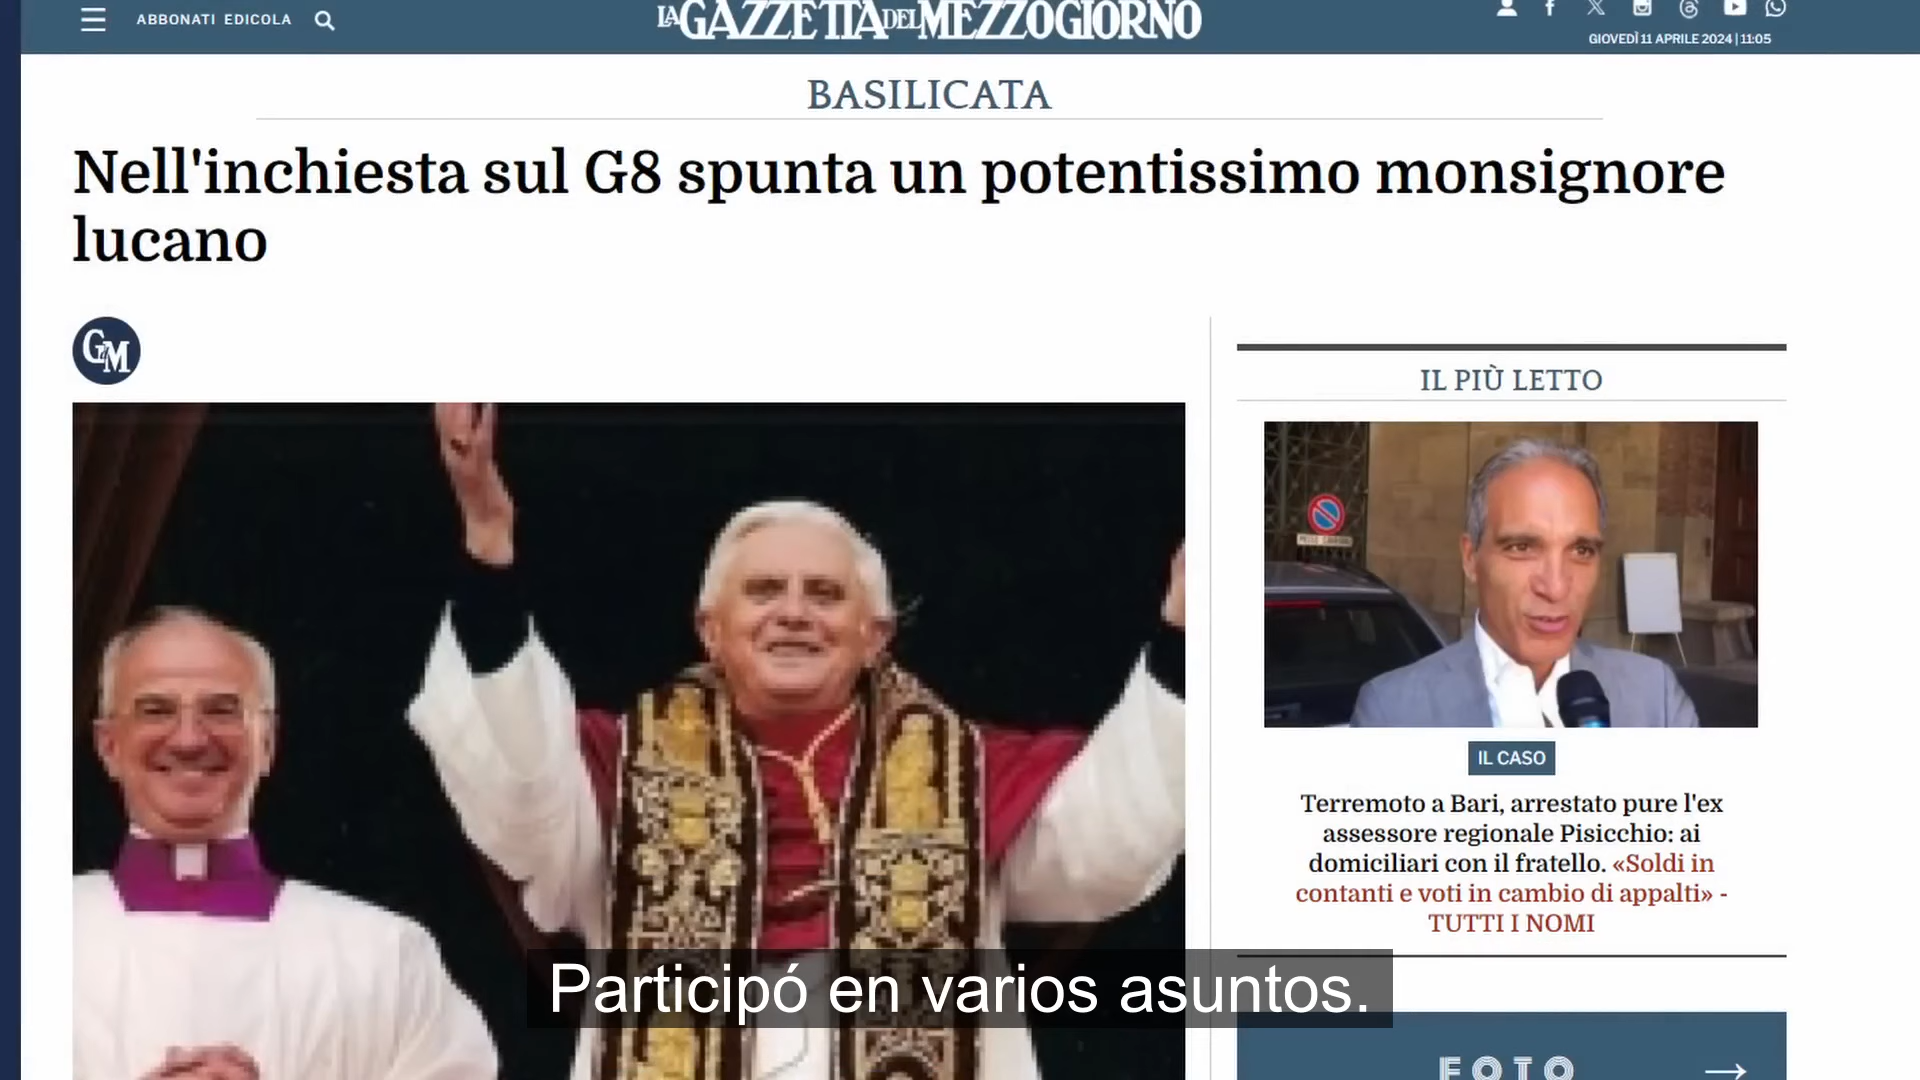 ABBONATI EDICOLA
LA GAZZETTA DEL MEZZOGIORNO
GIOVEDÌ 11 APRILE 2024 | 11:05
BASILICATA
Nell'inchiesta sul G8 spunta un potentissimo monsignore
lucano
GM
IL PIÙ LETTO
IL CASO
Terremoto a Bari, arrestato pure l'ex
assessore regionale Pisicchio: ai
domiciliari con il fratello. «Soldi in
contanti e voti in cambio di appalti» -
TUTTI I NOMI
Participó en varios asuntos.
FOTO